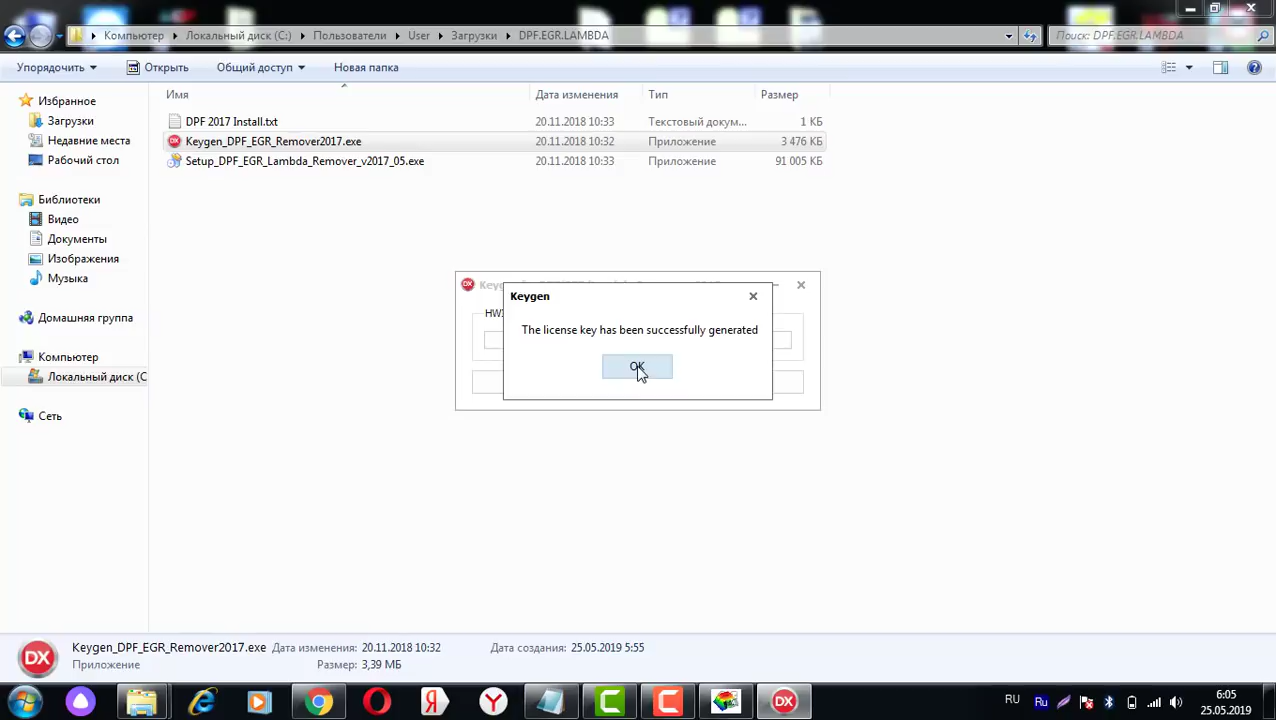 Компьютер
Локальный диск (C:)
Пользователи
User
Загрузки
DPF.EGR.LAMBDA
Поиск: DPF.EGR.LAMBDA
Упорядочить
Открыть
Общий доступ
Новая папка
Имя
Дата изменения
Тип
Размер
DPF 2017 Install.txt
20.11.2018 10:33
Текстовый докум...
1 КБ
Keygen_DPF_EGR_Remover2017.exe
20.11.2018 10:32
Приложение
3 476 КБ
Setup_DPF_EGR_Lambda_Remover_v2017_05.exe
20.11.2018 10:33
Приложение
91 005 КБ
Избранное
Загрузки
Недавние места
Рабочий стол
Библиотеки
Видео
Документы
Изображения
Музыка
Домашняя группа
Компьютер
Локальный диск (C
Сеть
DX
Keygen
The license key has been successfully generated
OK
DX
Keygen_DPF_EGR_Remover2017.exe
Дата изменения: 20.11.2018 10:32
Дата создания: 25.05.2019 5:55
Приложение
Размер: 3,39 МБ
RU
Ru
6:05
25.05.2019